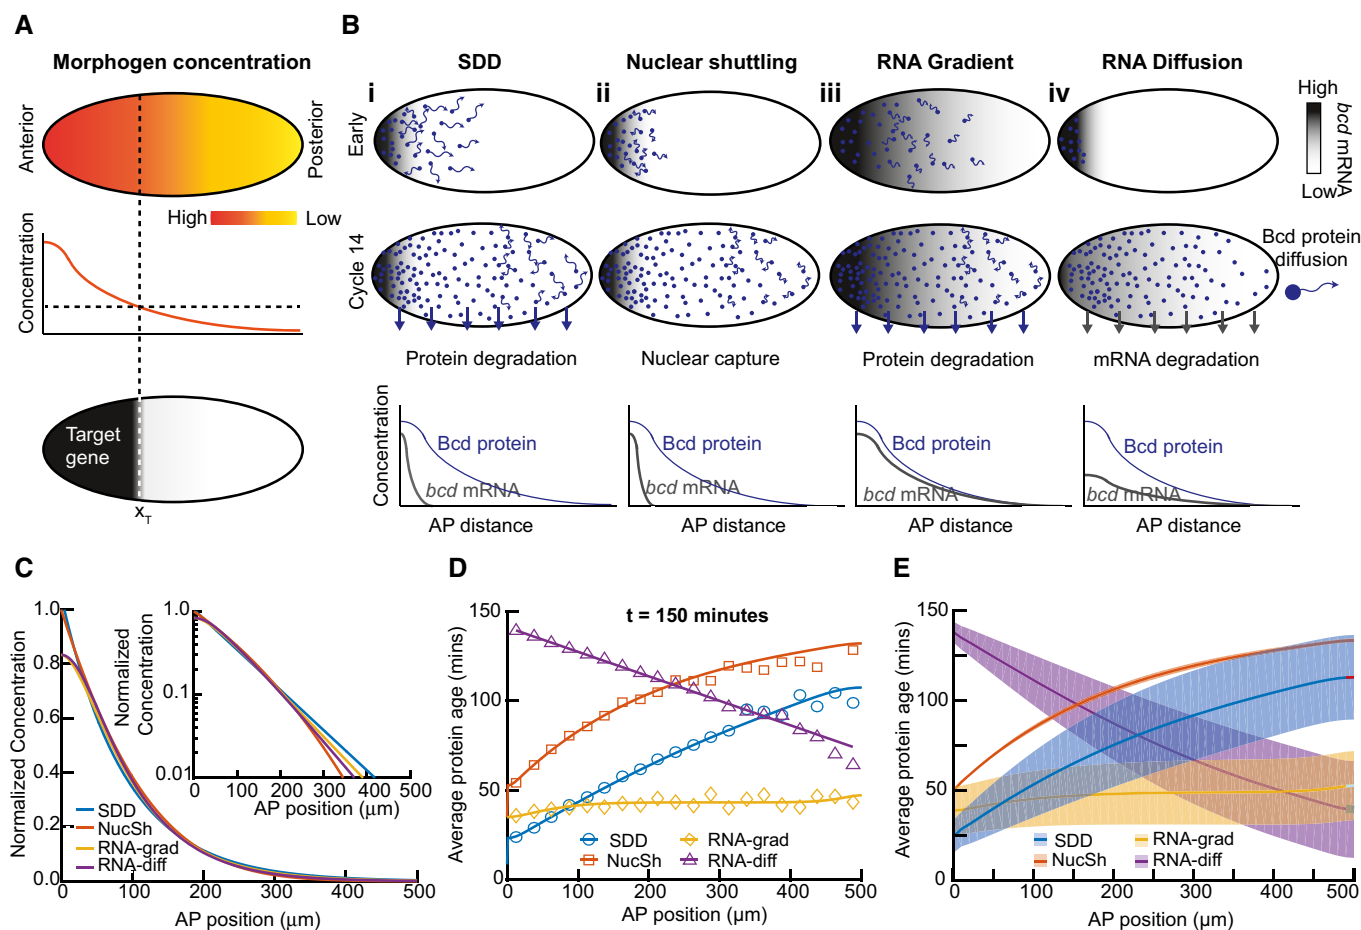 A
Morphogen concentration
Anterior
Posterior
High
Low
Concentration
Target
gene
xT
B
SDD
Nuclear shuttling
RNA Gradient
RNA Diffusion
i
ii
iii
iv
Early
High
Low
bcd mRNA
Cycle 14
Bcd protein
diffusion
Protein degradation
Nuclear capture
Protein degradation
mRNA degradation
Concentration
Bcd protein
bcd mRNA
AP distance
Bcd protein
bcd mRNA
AP distance
Bcd protein
bcd mRNA
AP distance
Bcd protein
bcd mRNA
AP distance
C
Normalized Concentration
1.0
0.8
0.6
0.4
0.2
0.0
0
100
200
300
400
500
AP position (μm)
SDD
NucSh
RNA-grad
RNA-diff
Normalized
Concentration
1.0
0.1
0.01
0
100
200
300
400
500
AP position (μm)
D
t = 150 minutes
Average protein age (mins)
150
100
50
0
0
100
200
300
400
500
AP position (μm)
SDD
NucSh
RNA-grad
RNA-diff
E
Average protein age (mins)
150
100
50
0
0
100
200
300
400
500
AP position (μm)
SDD
NucSh
RNA-grad
RNA-diff